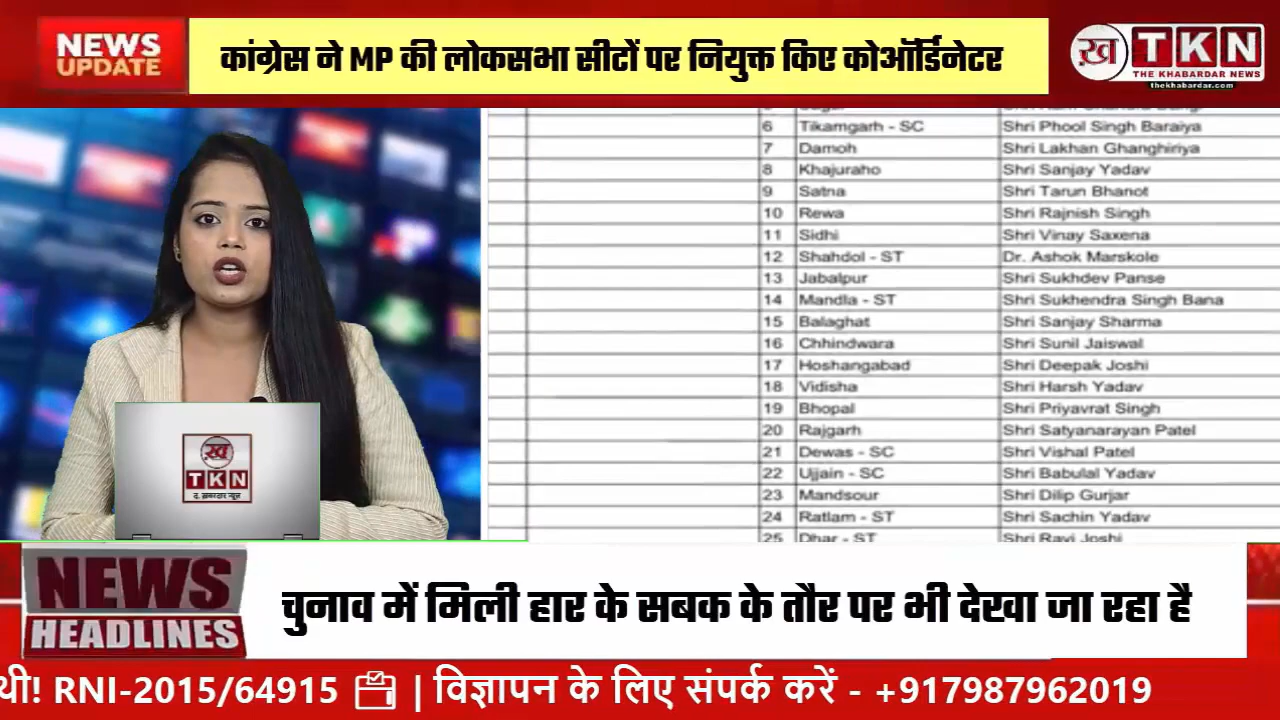 NEWS
UPDATE
कांग्रेस ने MP की लोकसभा सीटों पर नियुक्त किए कोऑर्डिनेटर
ख़ TKN
THE KHABARDAR NEWS
thekhabardar.com
6 Tikamgarh - SC Shri Phool Singh Baraiya
7 Damoh Shri Lakhan Ghanghiriya
8 Khajuraho Shri Sanjay Yadav
9 Satna Shri Tarun Bhanot
10 Rewa Shri Rajnish Singh
11 Sidhi Shri Vinay Saxena
12 Shahdol - ST Dr. Ashok Marskole
13 Jabalpur Shri Sukhdev Panse
14 Mandla - ST Shri Sukhendra Singh Bana
15 Balaghat Shri Sanjay Sharma
16 Chhindwara Shri Sunil Jaiswal
17 Hoshangabad Shri Deepak Joshi
18 Vidisha Shri Harsh Yadav
19 Bhopal Shri Priyavrat Singh
20 Rajgarh Shri Satyanarayan Patel
21 Dewas - SC Shri Vishal Patel
22 Ujjain - SC Shri Babulal Yadav
23 Mandsour Shri Dilip Gurjar
24 Ratlam - ST Shri Sachin Yadav
25 Dhar - ST Shri Ravi Joshi
ख़
TKN
द खबरदार न्यूज़
NEWS
HEADLINES
चुनाव में मिली हार के सबक के तौर पर भी देखा जा रहा है
थी! RNI-2015/64915 | विज्ञापन के लिए संपर्क करें - +917987962019